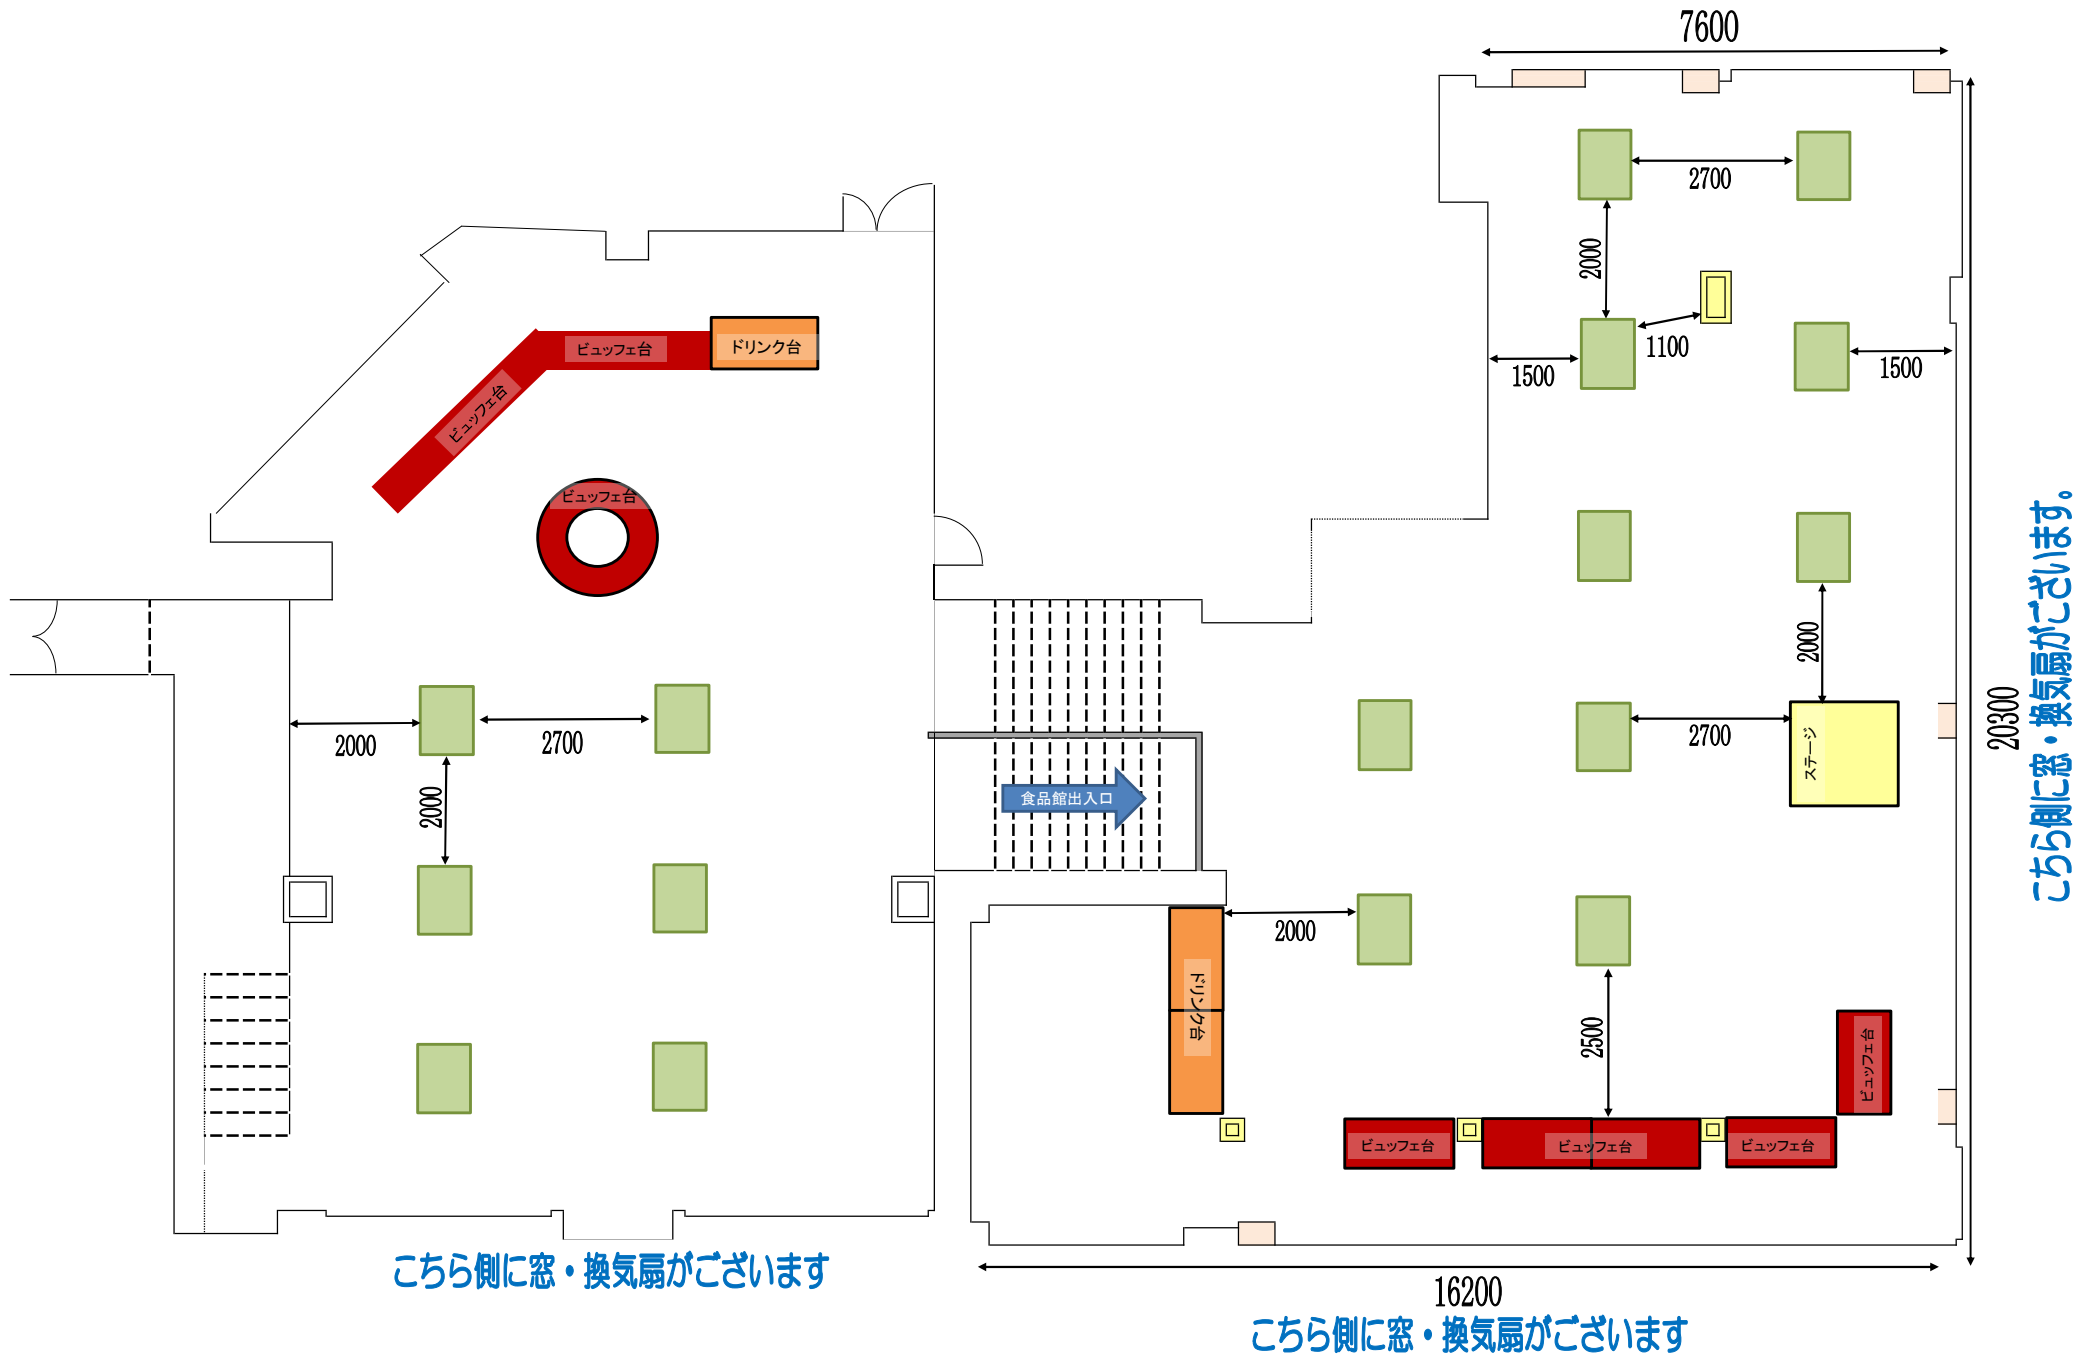 7600
2700
2000
1100
1500
1500
ビュッフェ台
ドリンク台
ビュッフェ台
ビュッフェ台
2000
2000
2700
2000
2700
ステージ
食品館出入口
20300
こちら側に窓・換気扇がございます。
2000
ドリンク台
2500
ビュッフェ台
ビュッフェ台
ビュッフェ台
ビュッフェ台
こちら側に窓・換気扇がございます
16200
こちら側に窓・換気扇がございます